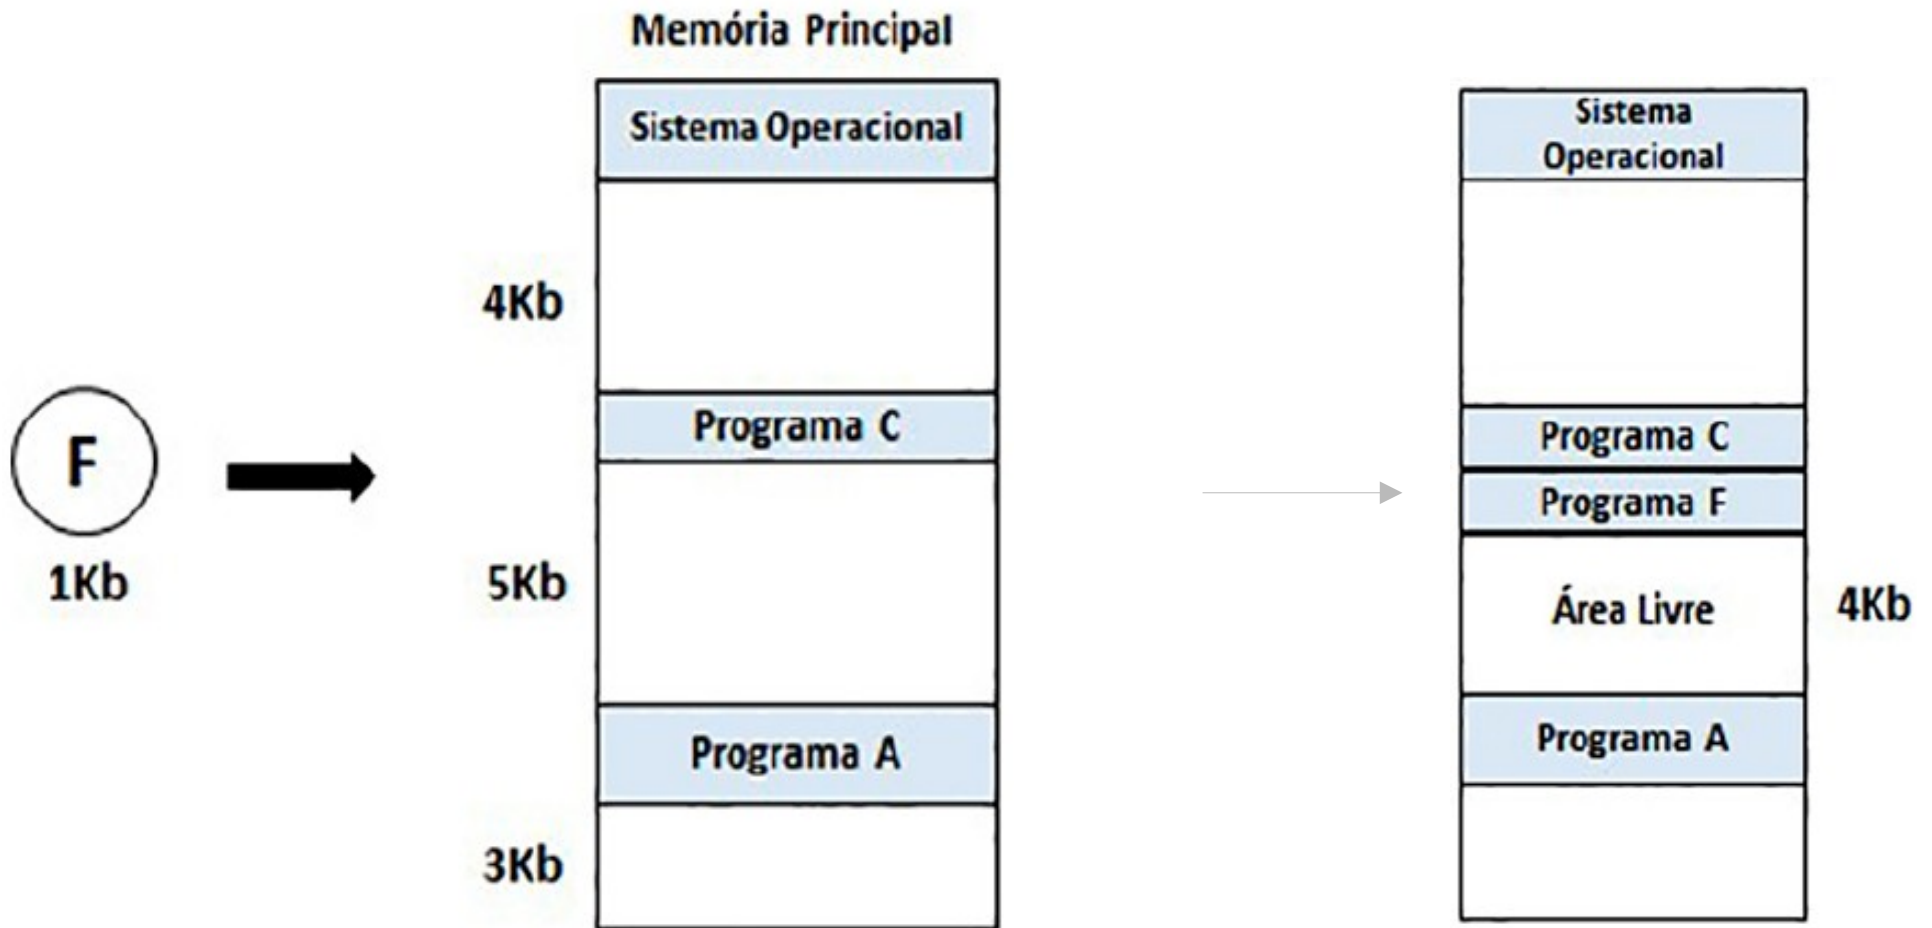 Memória Principal
Sistema Operacional
4Kb
Programa C
F
1Kb
5Kb
Programa A
3Kb
Sistema
Operacional
Programa C
Programa F
Área Livre
4Kb
Programa A